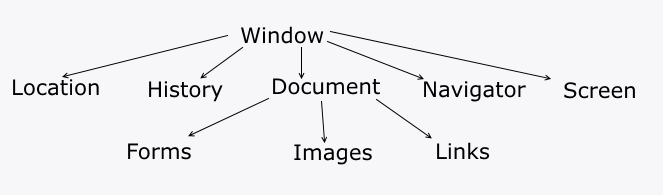 Window
Location History Document Navigator Screen
Forms Images Links